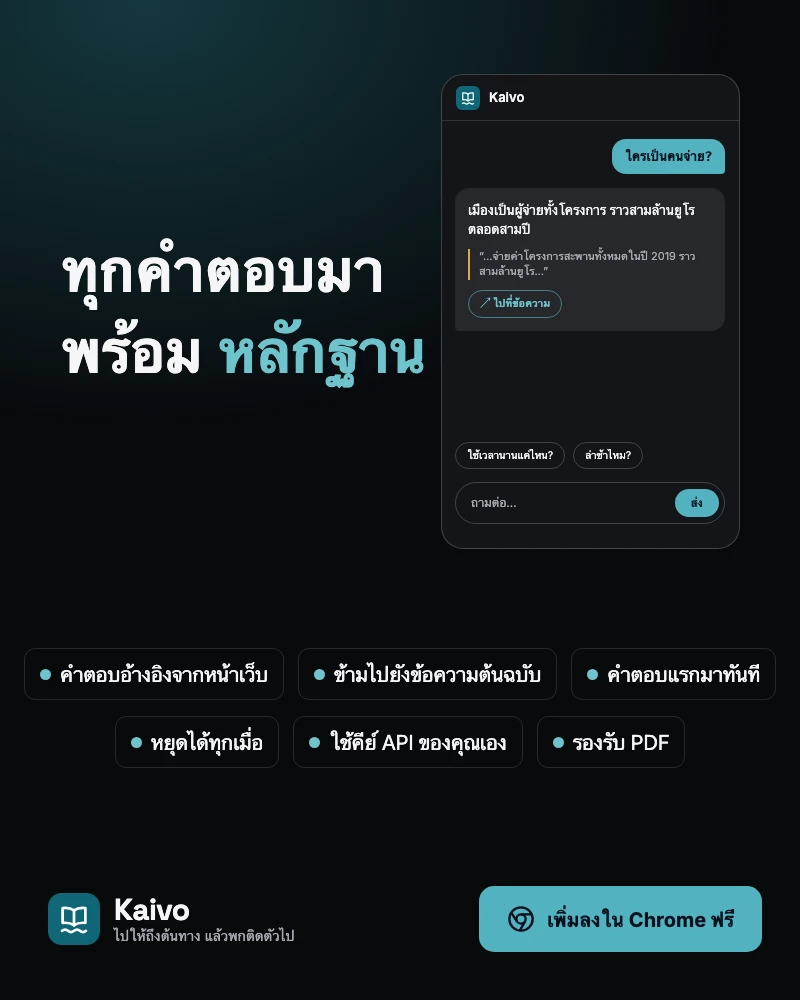 Kaivo
ใครเป็นคนจ่าย?
เมืองเป็นผู้จ่ายทั้งโครงการ ราวสามล้านยูโร
ตลอดสามปี
"…จ่ายค่าโครงการสะพานทั้งหมดในปี 2019 ราว
สามล้านยูโร…"
↗ ไปที่ข้อความ
ทุกคำตอบมา
พร้อม หลักฐาน
ใช้เวลานานแค่ไหน?
ล่าช้าไหม?
ถามต่อ…
ส่ง
คำตอบอ้างอิงจากหน้าเว็บ
ข้ามไปยังข้อความต้นฉบับ
คำตอบแรกมาทันที
หยุดได้ทุกเมื่อ
ใช้คีย์ API ของคุณเอง
รองรับ PDF
Kaivo
ไปให้ถึงต้นทาง แล้วพกติดตัวไป
เพิ่มลงใน Chrome ฟรี